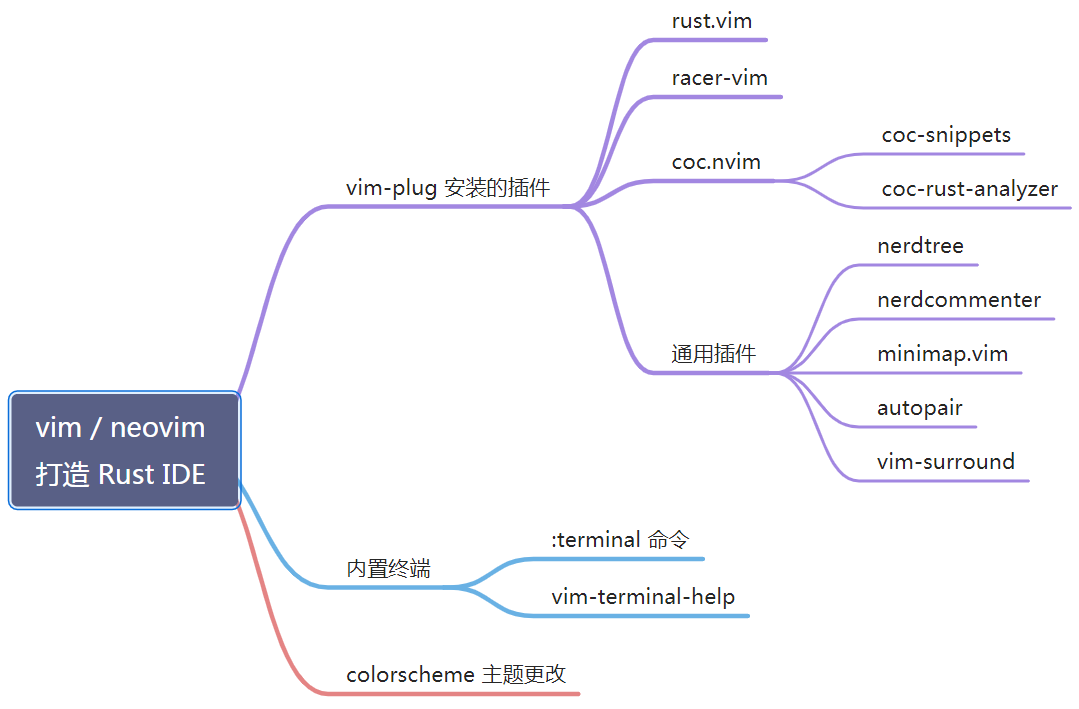 vim / neovim
打造 Rust IDE
vim-plug 安装的插件
rust.vim
racer-vim
coc.nvim
coc-snippets
coc-rust-analyzer
通用插件
nerdtree
nerdcommenter
minimap.vim
autopair
vim-surround
内置终端
:terminal 命令
vim-terminal-help
colorscheme 主题更改